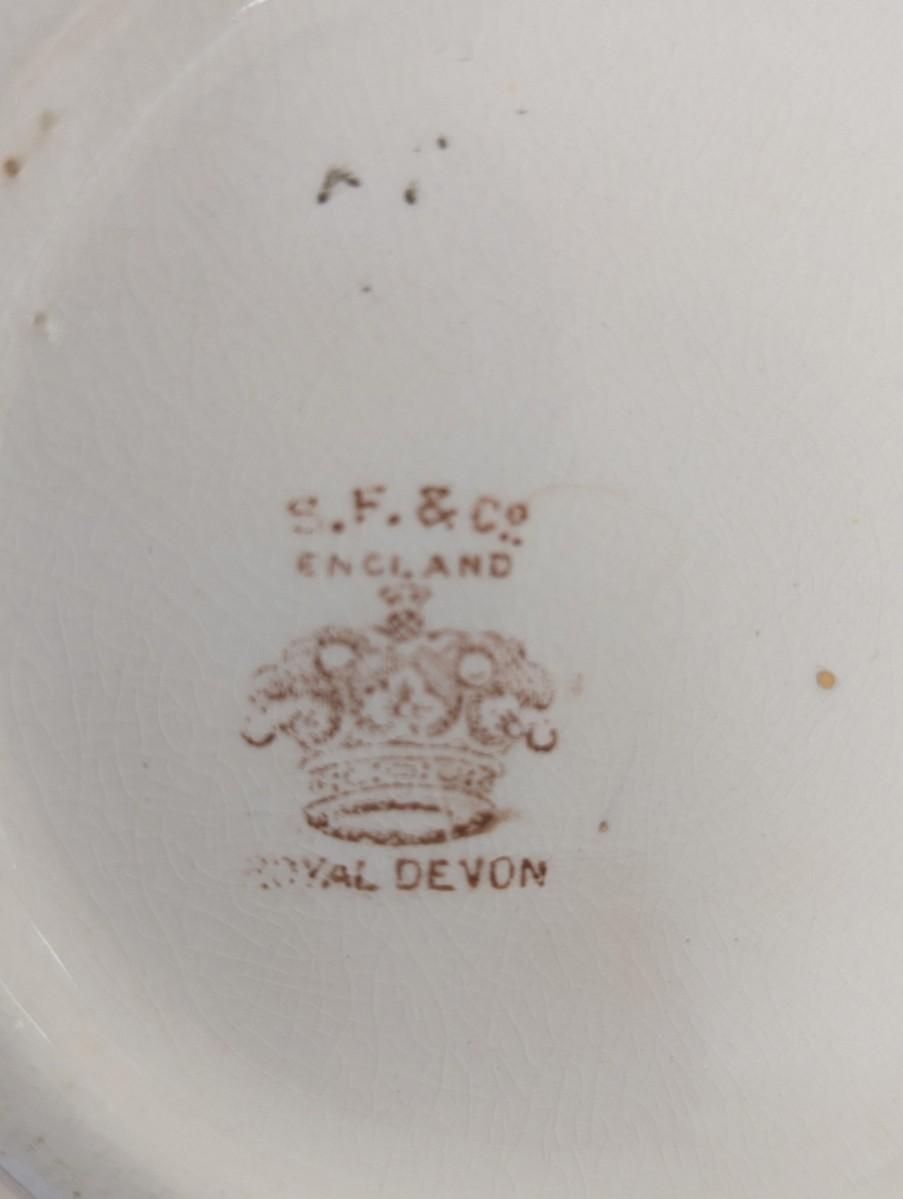 S. F. & Co.
ENGLAND
ROYAL DEVON